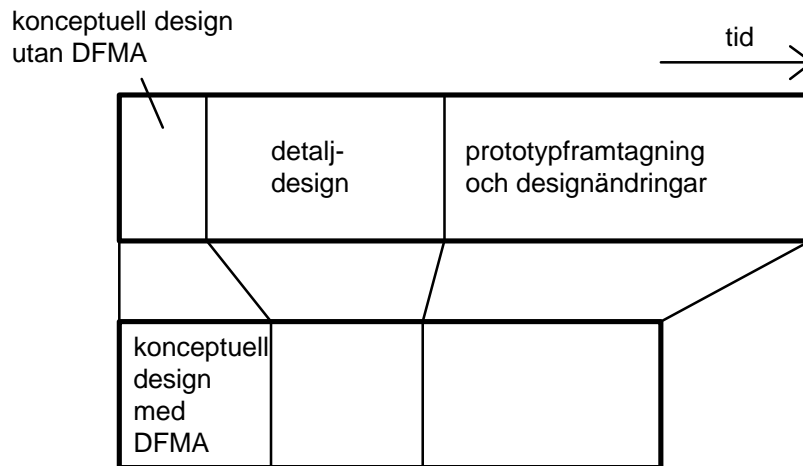 konceptuell design
utan DFMA
tid
detalj-
design
prototypframtagning
och designändringar
konceptuell
design
med
DFMA